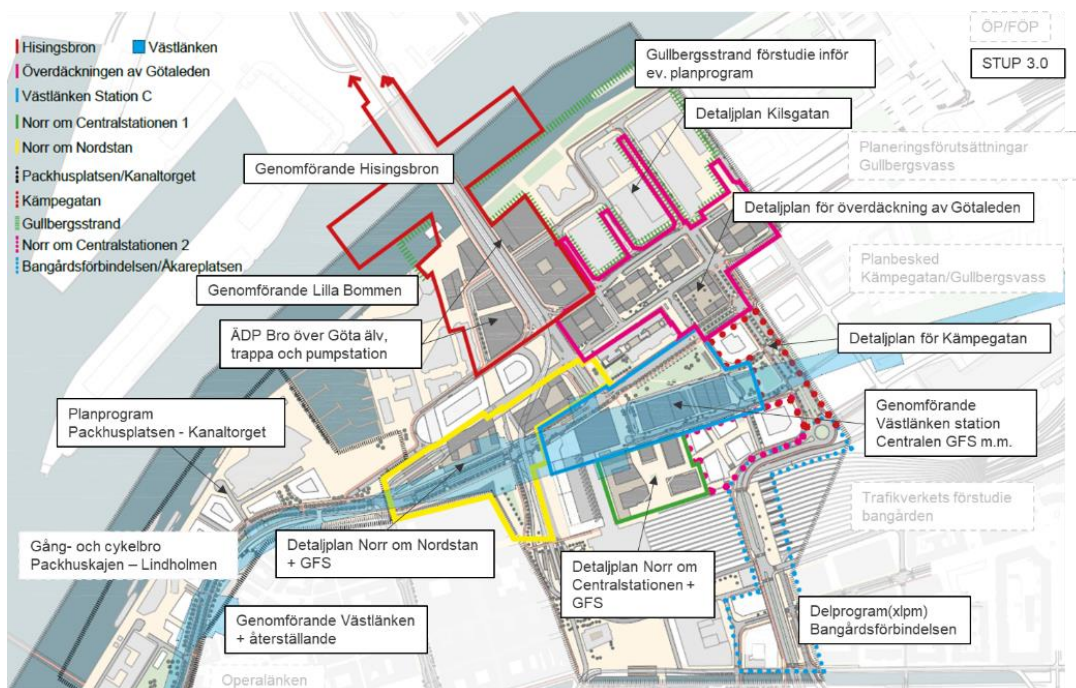 Hisingsbron
Västlänken
Överdäckningen av Götaleden
Västlänken Station C
Norr om Centralstationen 1
Norr om Nordstan
Packhusplatsen/Kanaltorget
Kämpegatan
Gullbergsstrand
Norr om Centralstationen 2
Bangårdsförbindelsen/Åkareplatsen
ÖP/FÖP
STUP 3.0
Gullbergsstrand förstudie inför
ev. planprogram
Detaljplan Kilsgatan
Planeringsförutsättningar
Gullbergsvass
Genomförande Hisingsbron
Detaljplan för överdäckning av Götaleden
Planbesked
Kämpegatan/Gullbergsvass
Genomförande Lilla Bommen
ÄDP Bro över Göta älv,
trappa och pumpstation
Detaljplan för Kämpegatan
Planprogram
Packhusplatsen - Kanaltorget
Genomförande
Västlänken station
Centralen GFS m.m.
Trafikverkets förstudie
bangården
Gång- och cykelbro
Packhuskajen – Lindholmen
Detaljplan Norr om Nordstan
+ GFS
Detaljplan Norr om
Centralstationen +
GFS
Genomförande Västlänken
+ återställande
Delprogram(xlpm)
Bangårdsförbindelsen
Operalänken